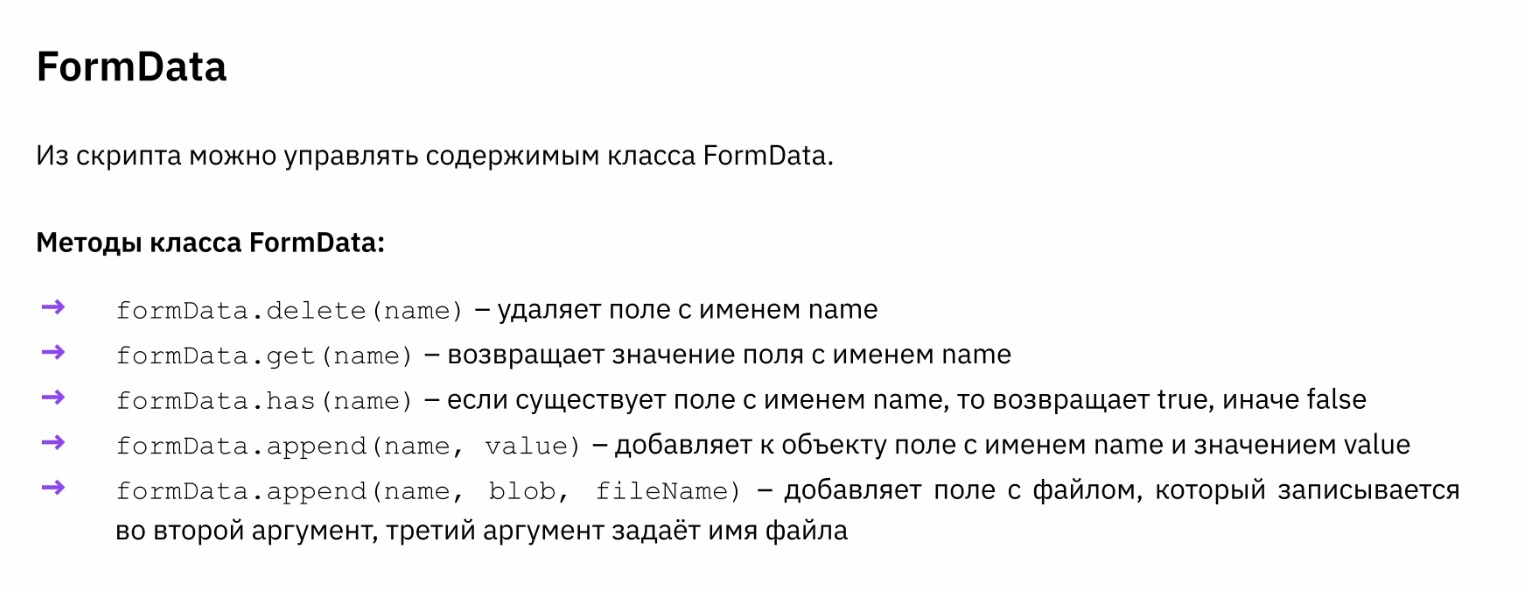 FormData
Из скрипта можно управлять содержимым класса FormData.
Методы класса FormData:
→ formData.delete(name) – удаляет поле с именем name
→ formData.get(name) – возвращает значение поля с именем name
→ formData.has(name) – если существует поле с именем name, то возвращает true, иначе false
→ formData.append(name, value) – добавляет к объекту поле с именем name и значением value
→ formData.append(name, blob, fileName) – добавляет поле с файлом, который записывается
во второй аргумент, третий аргумент задаёт имя файла